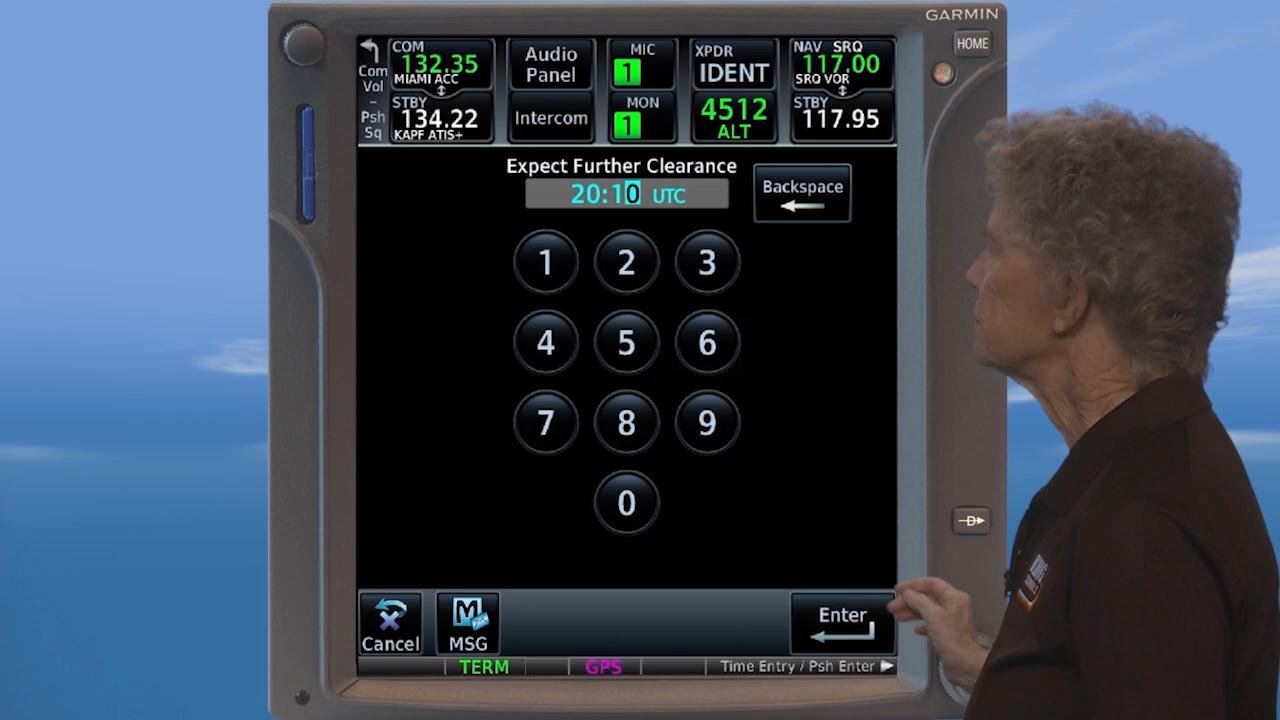 GARMIN
HOME
Com
Vol
–
Psh
Sq
COM
132.35
MIAMI ACC
STBY
134.22
KAPF ATIS+
Audio
Panel
Intercom
MIC
1
MON
1
XPDR
IDENT
4512
ALT
NAV SRQ
117.00
SRQ VOR
STBY
117.95
Expect Further Clearance
20:10 UTC
Backspace
1 2 3
4 5 6
7 8 9
0
Cancel
MSG
Enter
TERM
GPS
Time Entry / Psh Enter